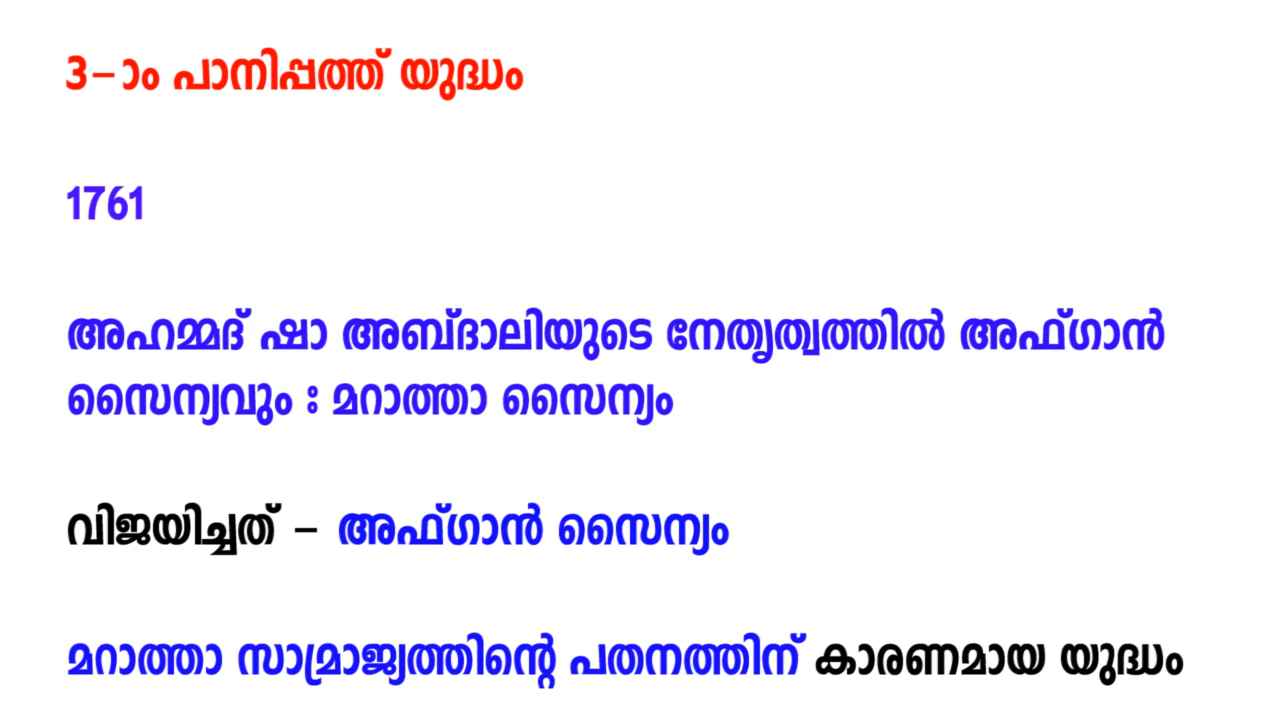 3-ാം പാനിപ്പത്ത് യുദ്ധം
1761
അഹമ്മദ് ഷാ അബ്ദാലിയുടെ നേതൃത്വത്തിൽ അഫ്ഗാൻ
സൈന്യവും : മറാത്താ സൈന്യം
വിജയിച്ചത് - അഫ്ഗാൻ സൈന്യം
മറാത്താ സാമ്രാജ്യത്തിന്റെ പതനത്തിന് കാരണമായ യുദ്ധം